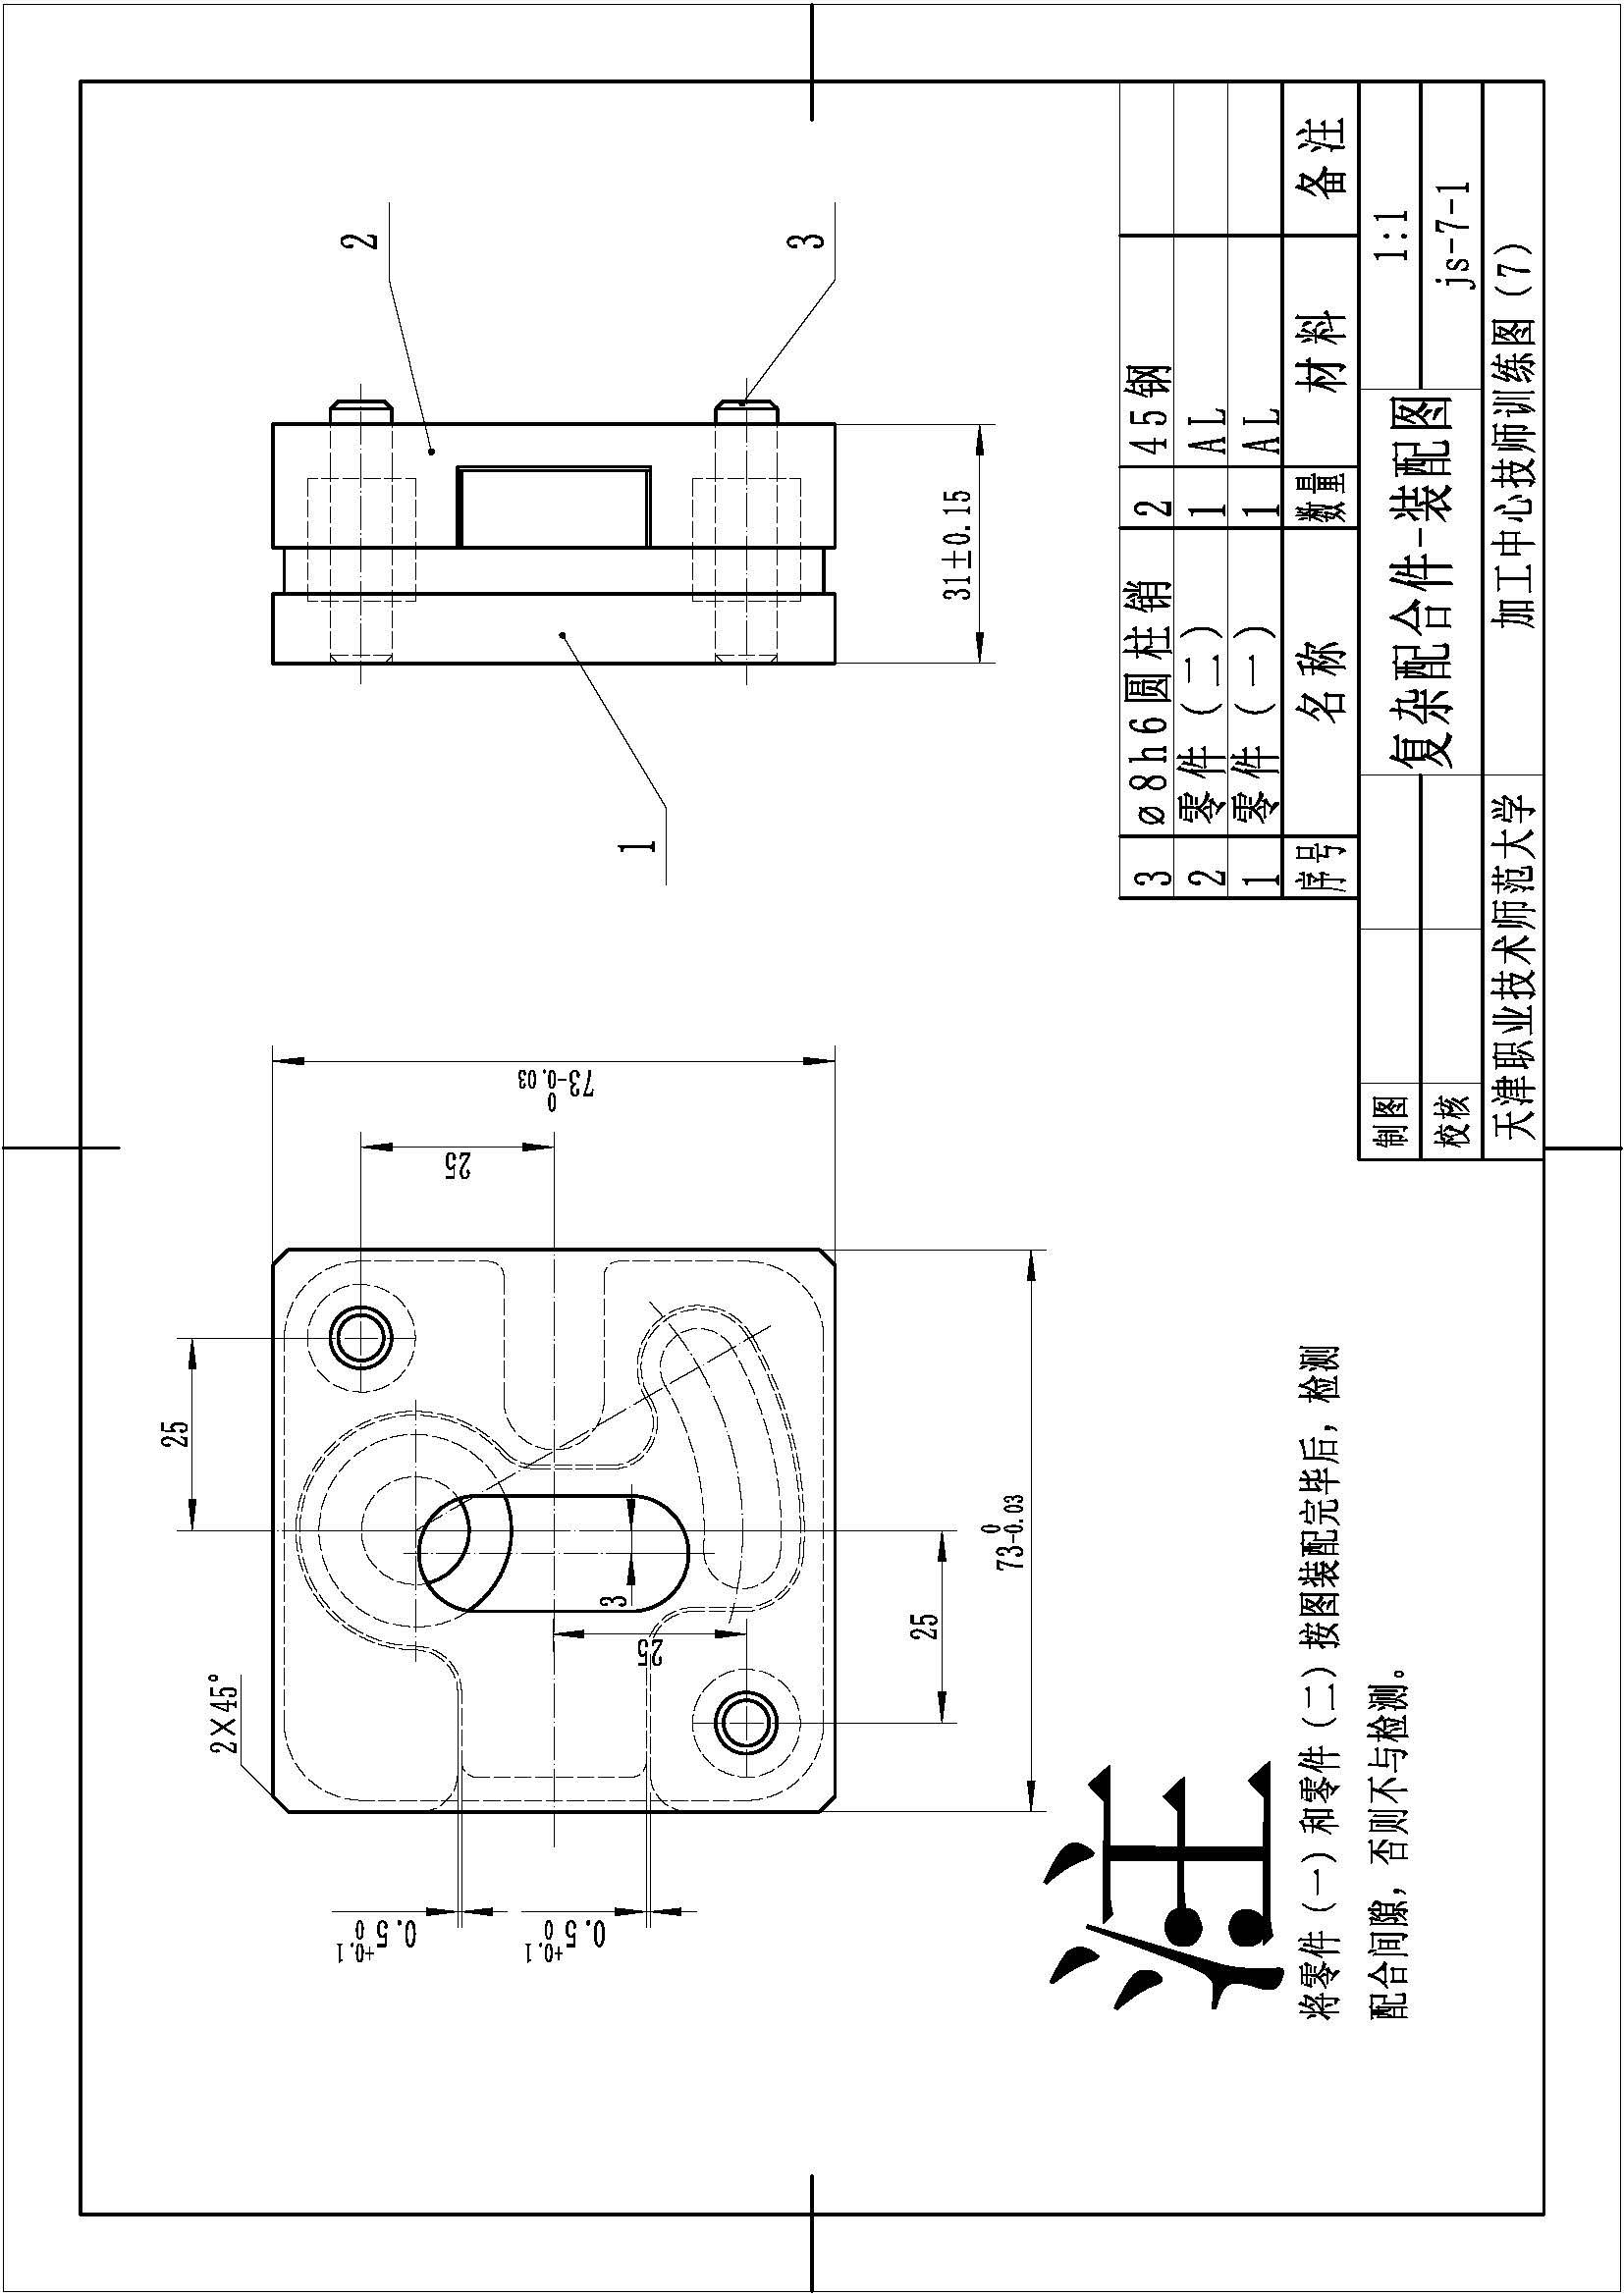 2×45°
25
25
73 0 -0.03
3
25
25
73 0 -0.03
0.5 +0.1 0
0.5 +0.1 0
1
2
3
31±0.15
注:
将零件(一)和零件(二)按图装配完毕后，检测
配合间隙，否则不与检测。
3 ø8h6圆柱销 2 45钢
2 零件(二) 1 AL
1 零件(一) 1 AL
序号 名称 数量 材料 备注
制图 复杂配合件-装配图 1:1
校核 js-7-1
天津职业技术师范大学 加工中心技师训练图(7)